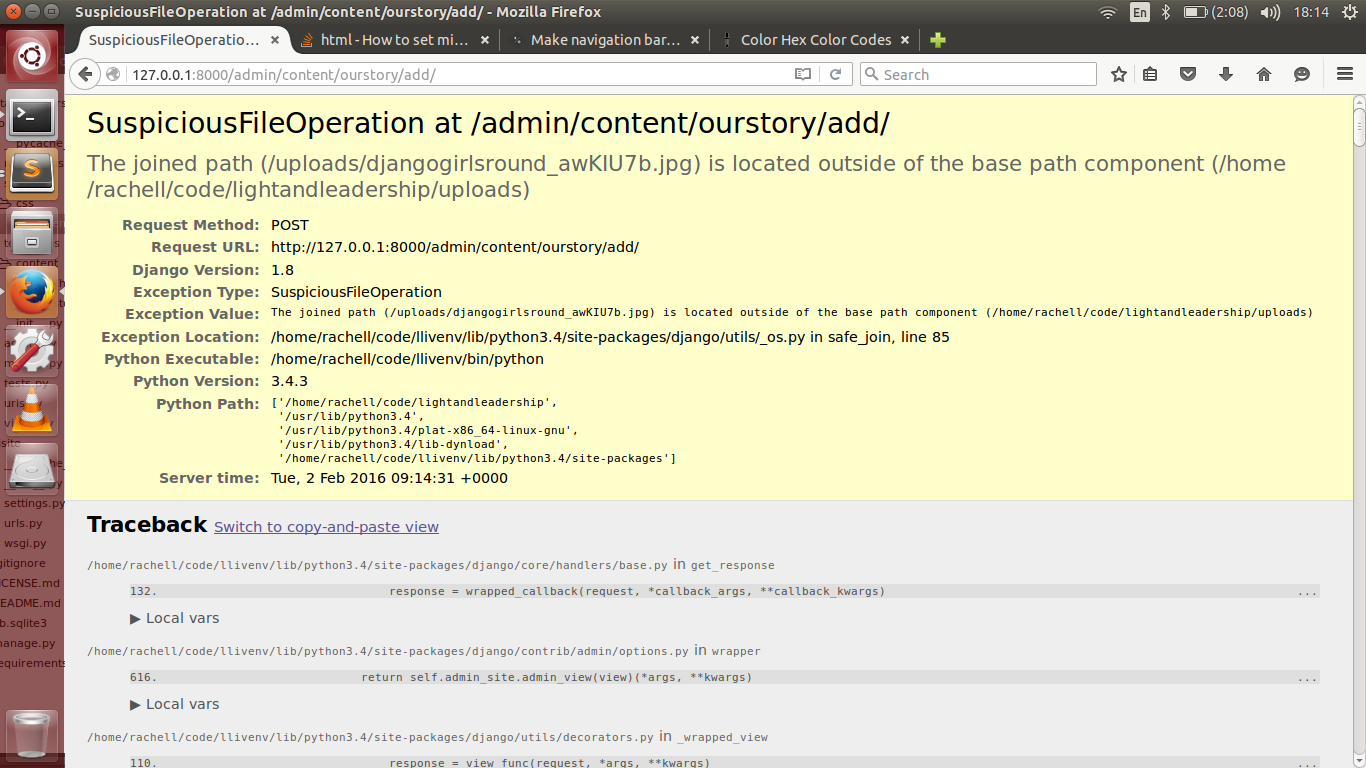 SuspiciousFileOperation at /admin/content/ourstory/add/ - Mozilla Firefox
En
(2:08)
18:14
SuspiciousFileOperatio...
html - How to set mi...
Make navigation bar...
Color Hex Color Codes
127.0.0.1:8000/admin/content/ourstory/add/
Search
SuspiciousFileOperation at /admin/content/ourstory/add/
The joined path (/uploads/djangogirlsround_awKIU7b.jpg) is located outside of the base path component (/home
/rachell/code/lightandleadership/uploads)
Request Method: POST
Request URL: http://127.0.0.1:8000/admin/content/ourstory/add/
Django Version: 1.8
Exception Type: SuspiciousFileOperation
Exception Value: The joined path (/uploads/djangogirlsround_awKIU7b.jpg) is located outside of the base path component (/home/rachell/code/lightandleadership/uploads)
Exception Location: /home/rachell/code/llivenv/lib/python3.4/site-packages/django/utils/_os.py in safe_join, line 85
Python Executable: /home/rachell/code/llivenv/bin/python
Python Version: 3.4.3
Python Path: ['/home/rachell/code/lightandleadership',
'/usr/lib/python3.4',
'/usr/lib/python3.4/plat-x86_64-linux-gnu',
'/usr/lib/python3.4/lib-dynload',
'/home/rachell/code/llivenv/lib/python3.4/site-packages']
Server time: Tue, 2 Feb 2016 09:14:31 +0000
Traceback Switch to copy-and-paste view
/home/rachell/code/llivenv/lib/python3.4/site-packages/django/core/handlers/base.py in get_response
132. response = wrapped_callback(request, *callback_args, **callback_kwargs) ...
▶ Local vars
/home/rachell/code/llivenv/lib/python3.4/site-packages/django/contrib/admin/options.py in wrapper
616. return self.admin_site.admin_view(view)(*args, **kwargs) ...
▶ Local vars
/home/rachell/code/llivenv/lib/python3.4/site-packages/django/utils/decorators.py in _wrapped_view
110. response = view_func(request, *args, **kwargs) ...
css
content
tests.py
settings.py
urls.py
wsgi.py
gitignore
ICENSE.md
EADME.md
b.sqlite3
nanage.py
equirements